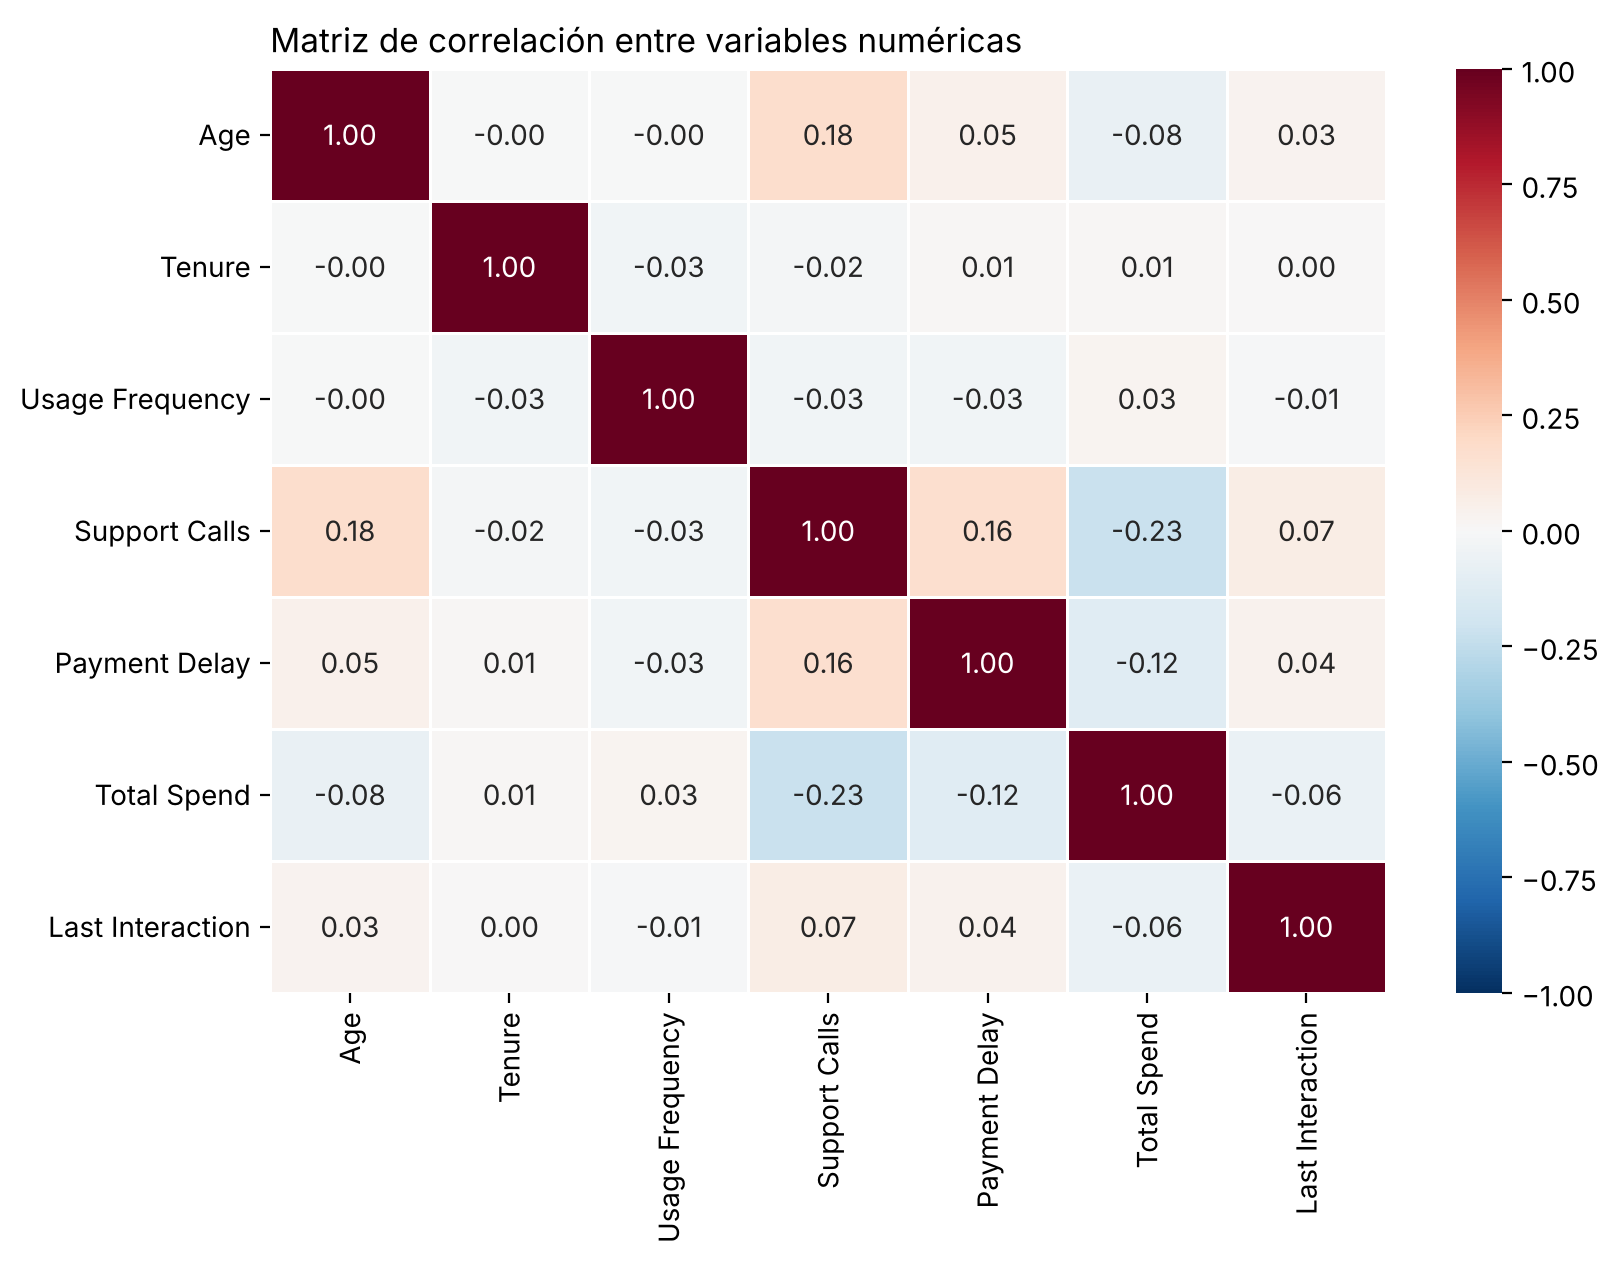 Matriz de correlación entre variables numéricas
Age 1.00 -0.00 -0.00 0.18 0.05 -0.08 0.03
Tenure -0.00 1.00 -0.03 -0.02 0.01 0.01 0.00
Usage Frequency -0.00 -0.03 1.00 -0.03 -0.03 0.03 -0.01
Support Calls 0.18 -0.02 -0.03 1.00 0.16 -0.23 0.07
Payment Delay 0.05 0.01 -0.03 0.16 1.00 -0.12 0.04
Total Spend -0.08 0.01 0.03 -0.23 -0.12 1.00 -0.06
Last Interaction 0.03 0.00 -0.01 0.07 0.04 -0.06 1.00
Age
Tenure
Usage Frequency
Support Calls
Payment Delay
Total Spend
Last Interaction
1.00
0.75
0.50
0.25
0.00
−0.25
−0.50
−0.75
−1.00